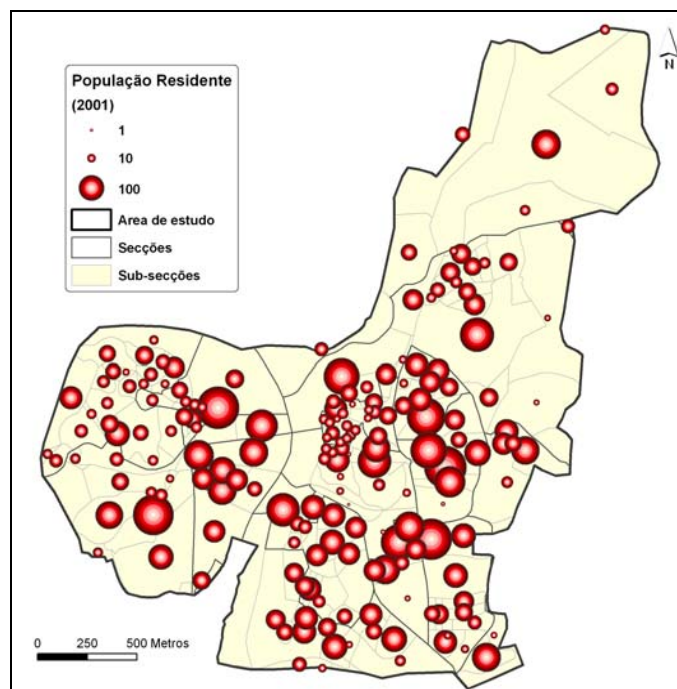 N
População Residente
(2001)
1
10
100
Area de estudo
Secções
Sub-secções
0 250 500 Metros